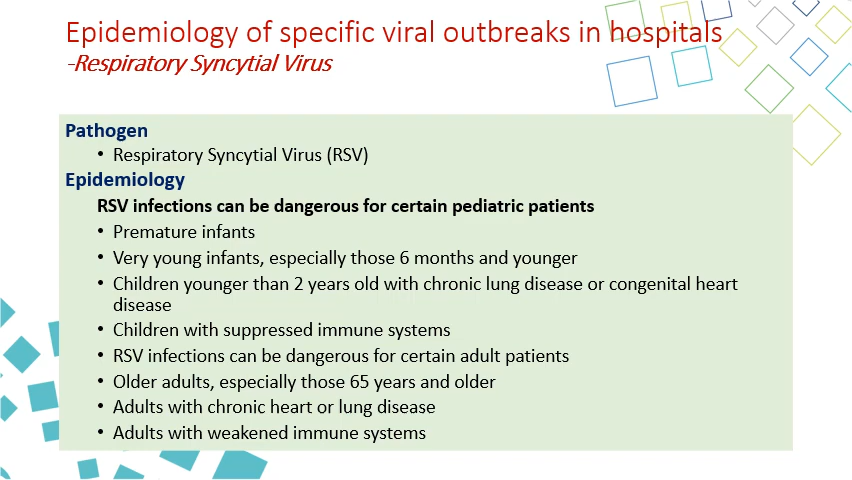 Epidemiology of specific viral outbreaks in hospitals
-Respiratory Syncytial Virus
Pathogen
• Respiratory Syncytial Virus (RSV)
Epidemiology
RSV infections can be dangerous for certain pediatric patients
• Premature infants
• Very young infants, especially those 6 months and younger
• Children younger than 2 years old with chronic lung disease or congenital heart
disease
• Children with suppressed immune systems
• RSV infections can be dangerous for certain adult patients
• Older adults, especially those 65 years and older
• Adults with chronic heart or lung disease
• Adults with weakened immune systems